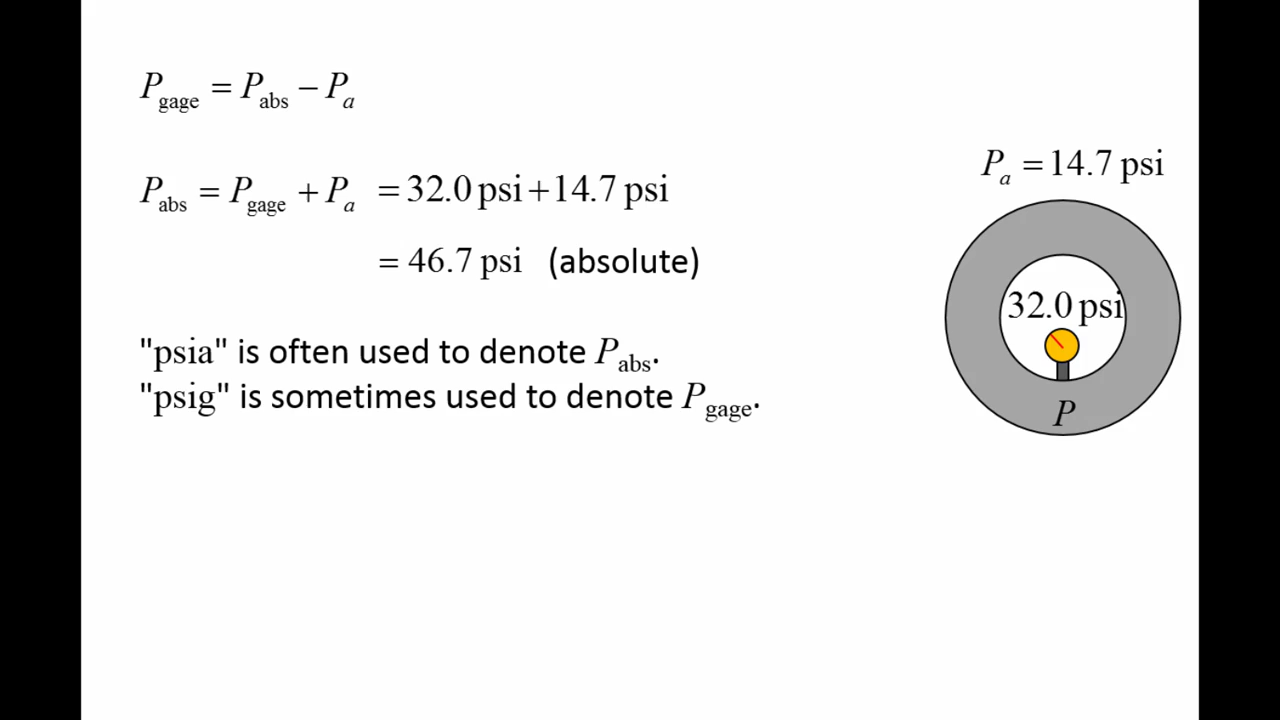 P_gage = P_abs − P_a
P_a = 14.7 psi
P_abs = P_gage + P_a = 32.0 psi + 14.7 psi
= 46.7 psi (absolute)
32.0 psi
"psia" is often used to denote P_abs.
"psig" is sometimes used to denote P_gage.
P